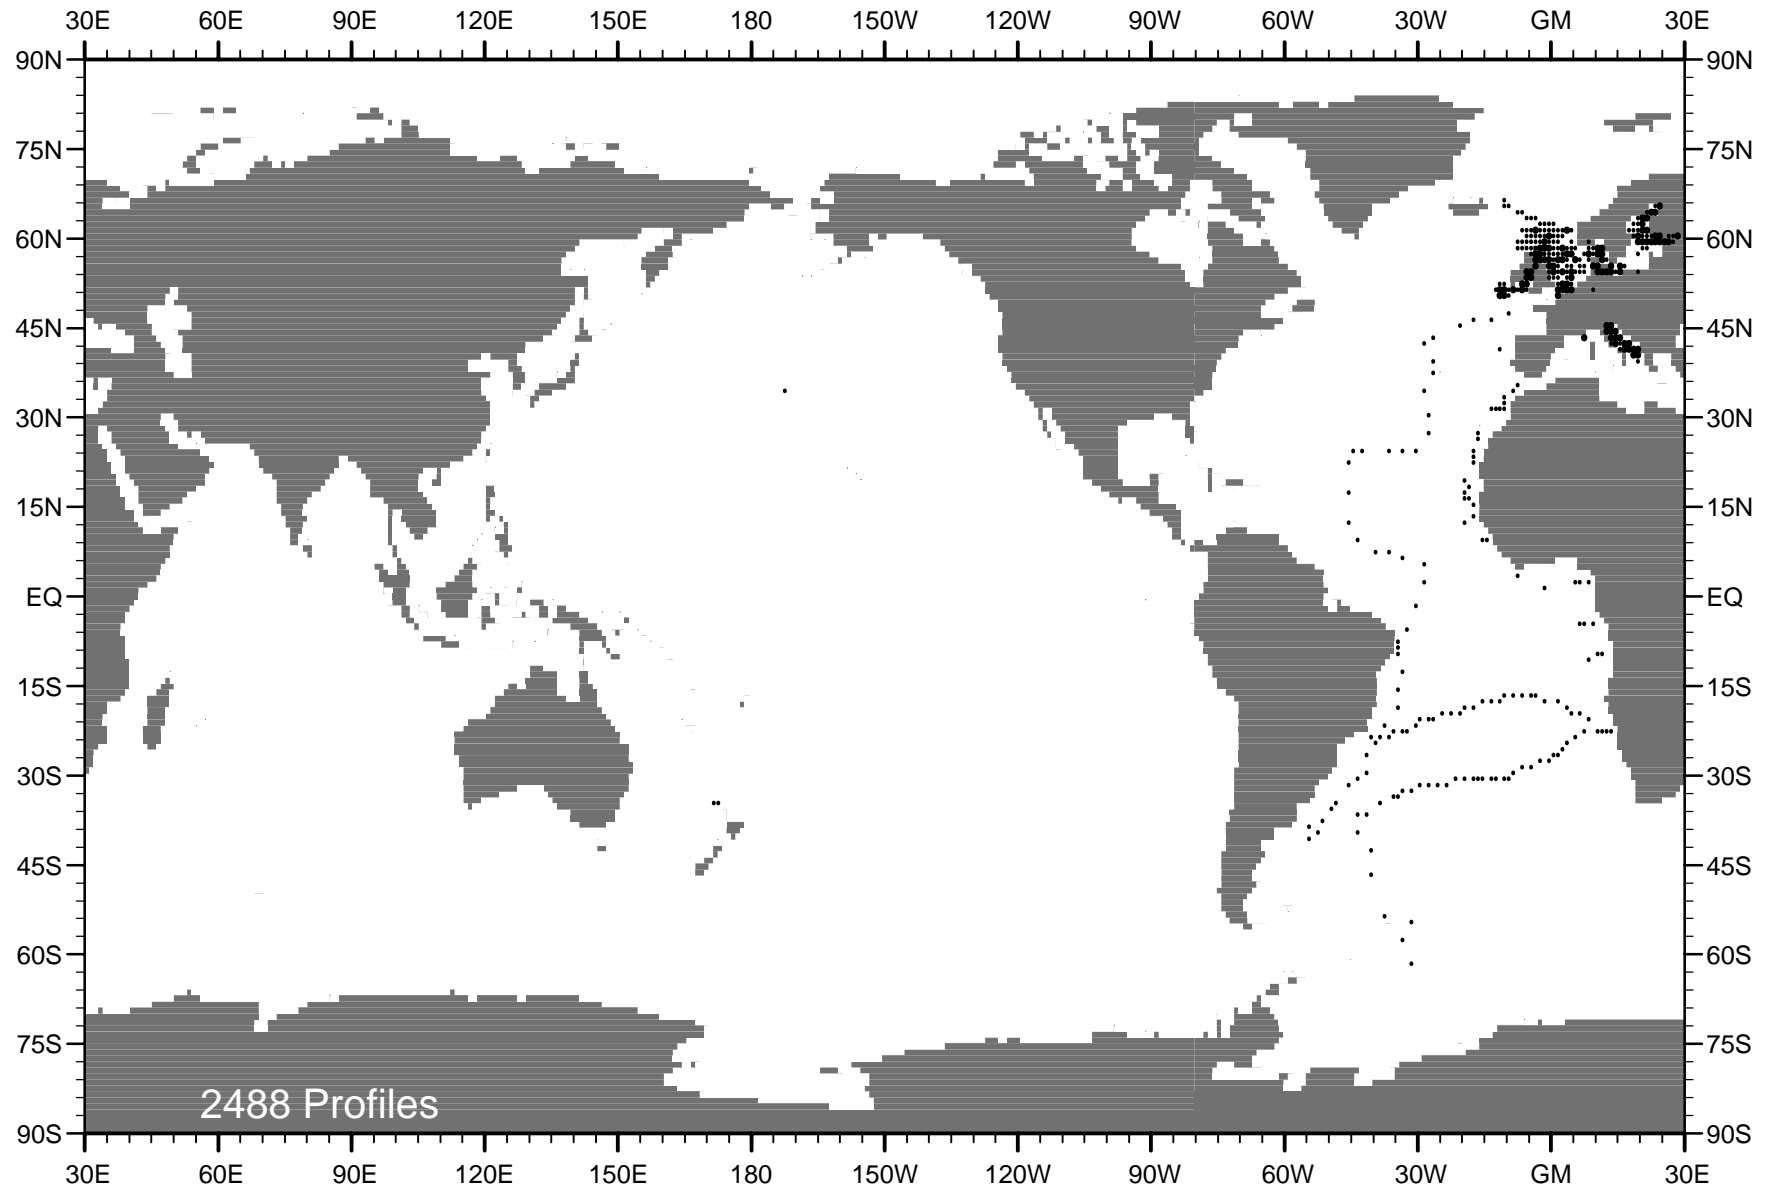 30E 60E 90E 120E 150E 180 150W 120W 90W 60W 30W GM 30E
90N 90N
75N 75N
60N 60N
45N 45N
30N 30N
15N 15N
EQ EQ
15S 15S
30S 30S
45S 45S
60S 60S
75S 75S
2488 Profiles
90S 90S
30E 60E 90E 120E 150E 180 150W 120W 90W 60W 30W GM 30E